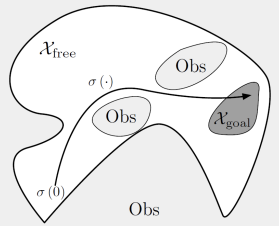 𝒳free
Obs
σ (·)
Obs
𝒳goal
σ (0)
Obs